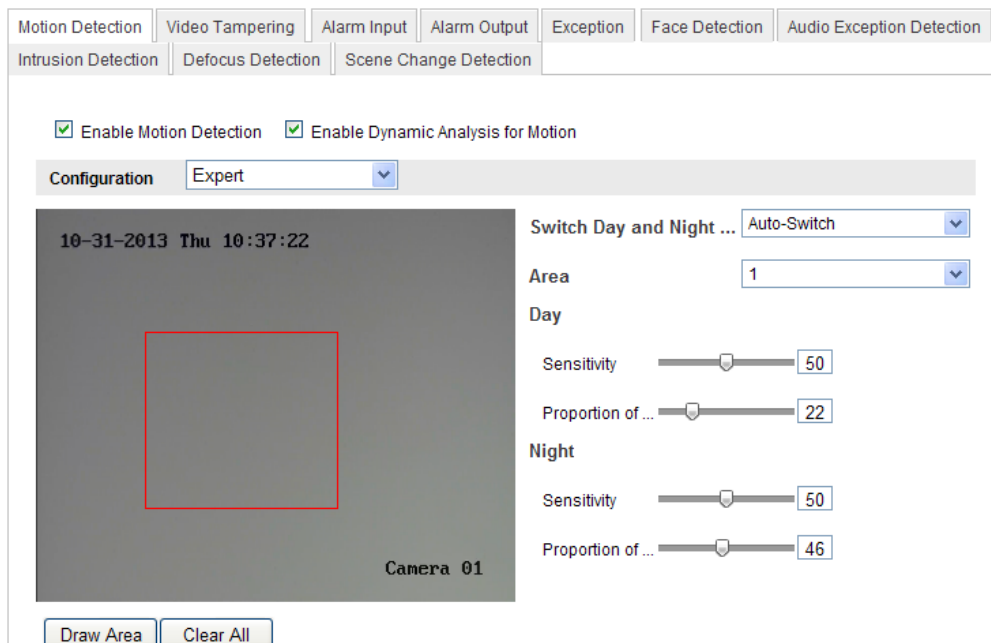 Motion Detection Video Tampering Alarm Input Alarm Output Exception Face Detection Audio Exception Detection
Intrusion Detection Defocus Detection Scene Change Detection
Enable Motion Detection Enable Dynamic Analysis for Motion
Configuration Expert
10-31-2013 Thu 10:37:22
Camera 01
Switch Day and Night ... Auto-Switch
Area 1
Day
Sensitivity 50
Proportion of ... 22
Night
Sensitivity 50
Proportion of ... 46
Draw Area Clear All